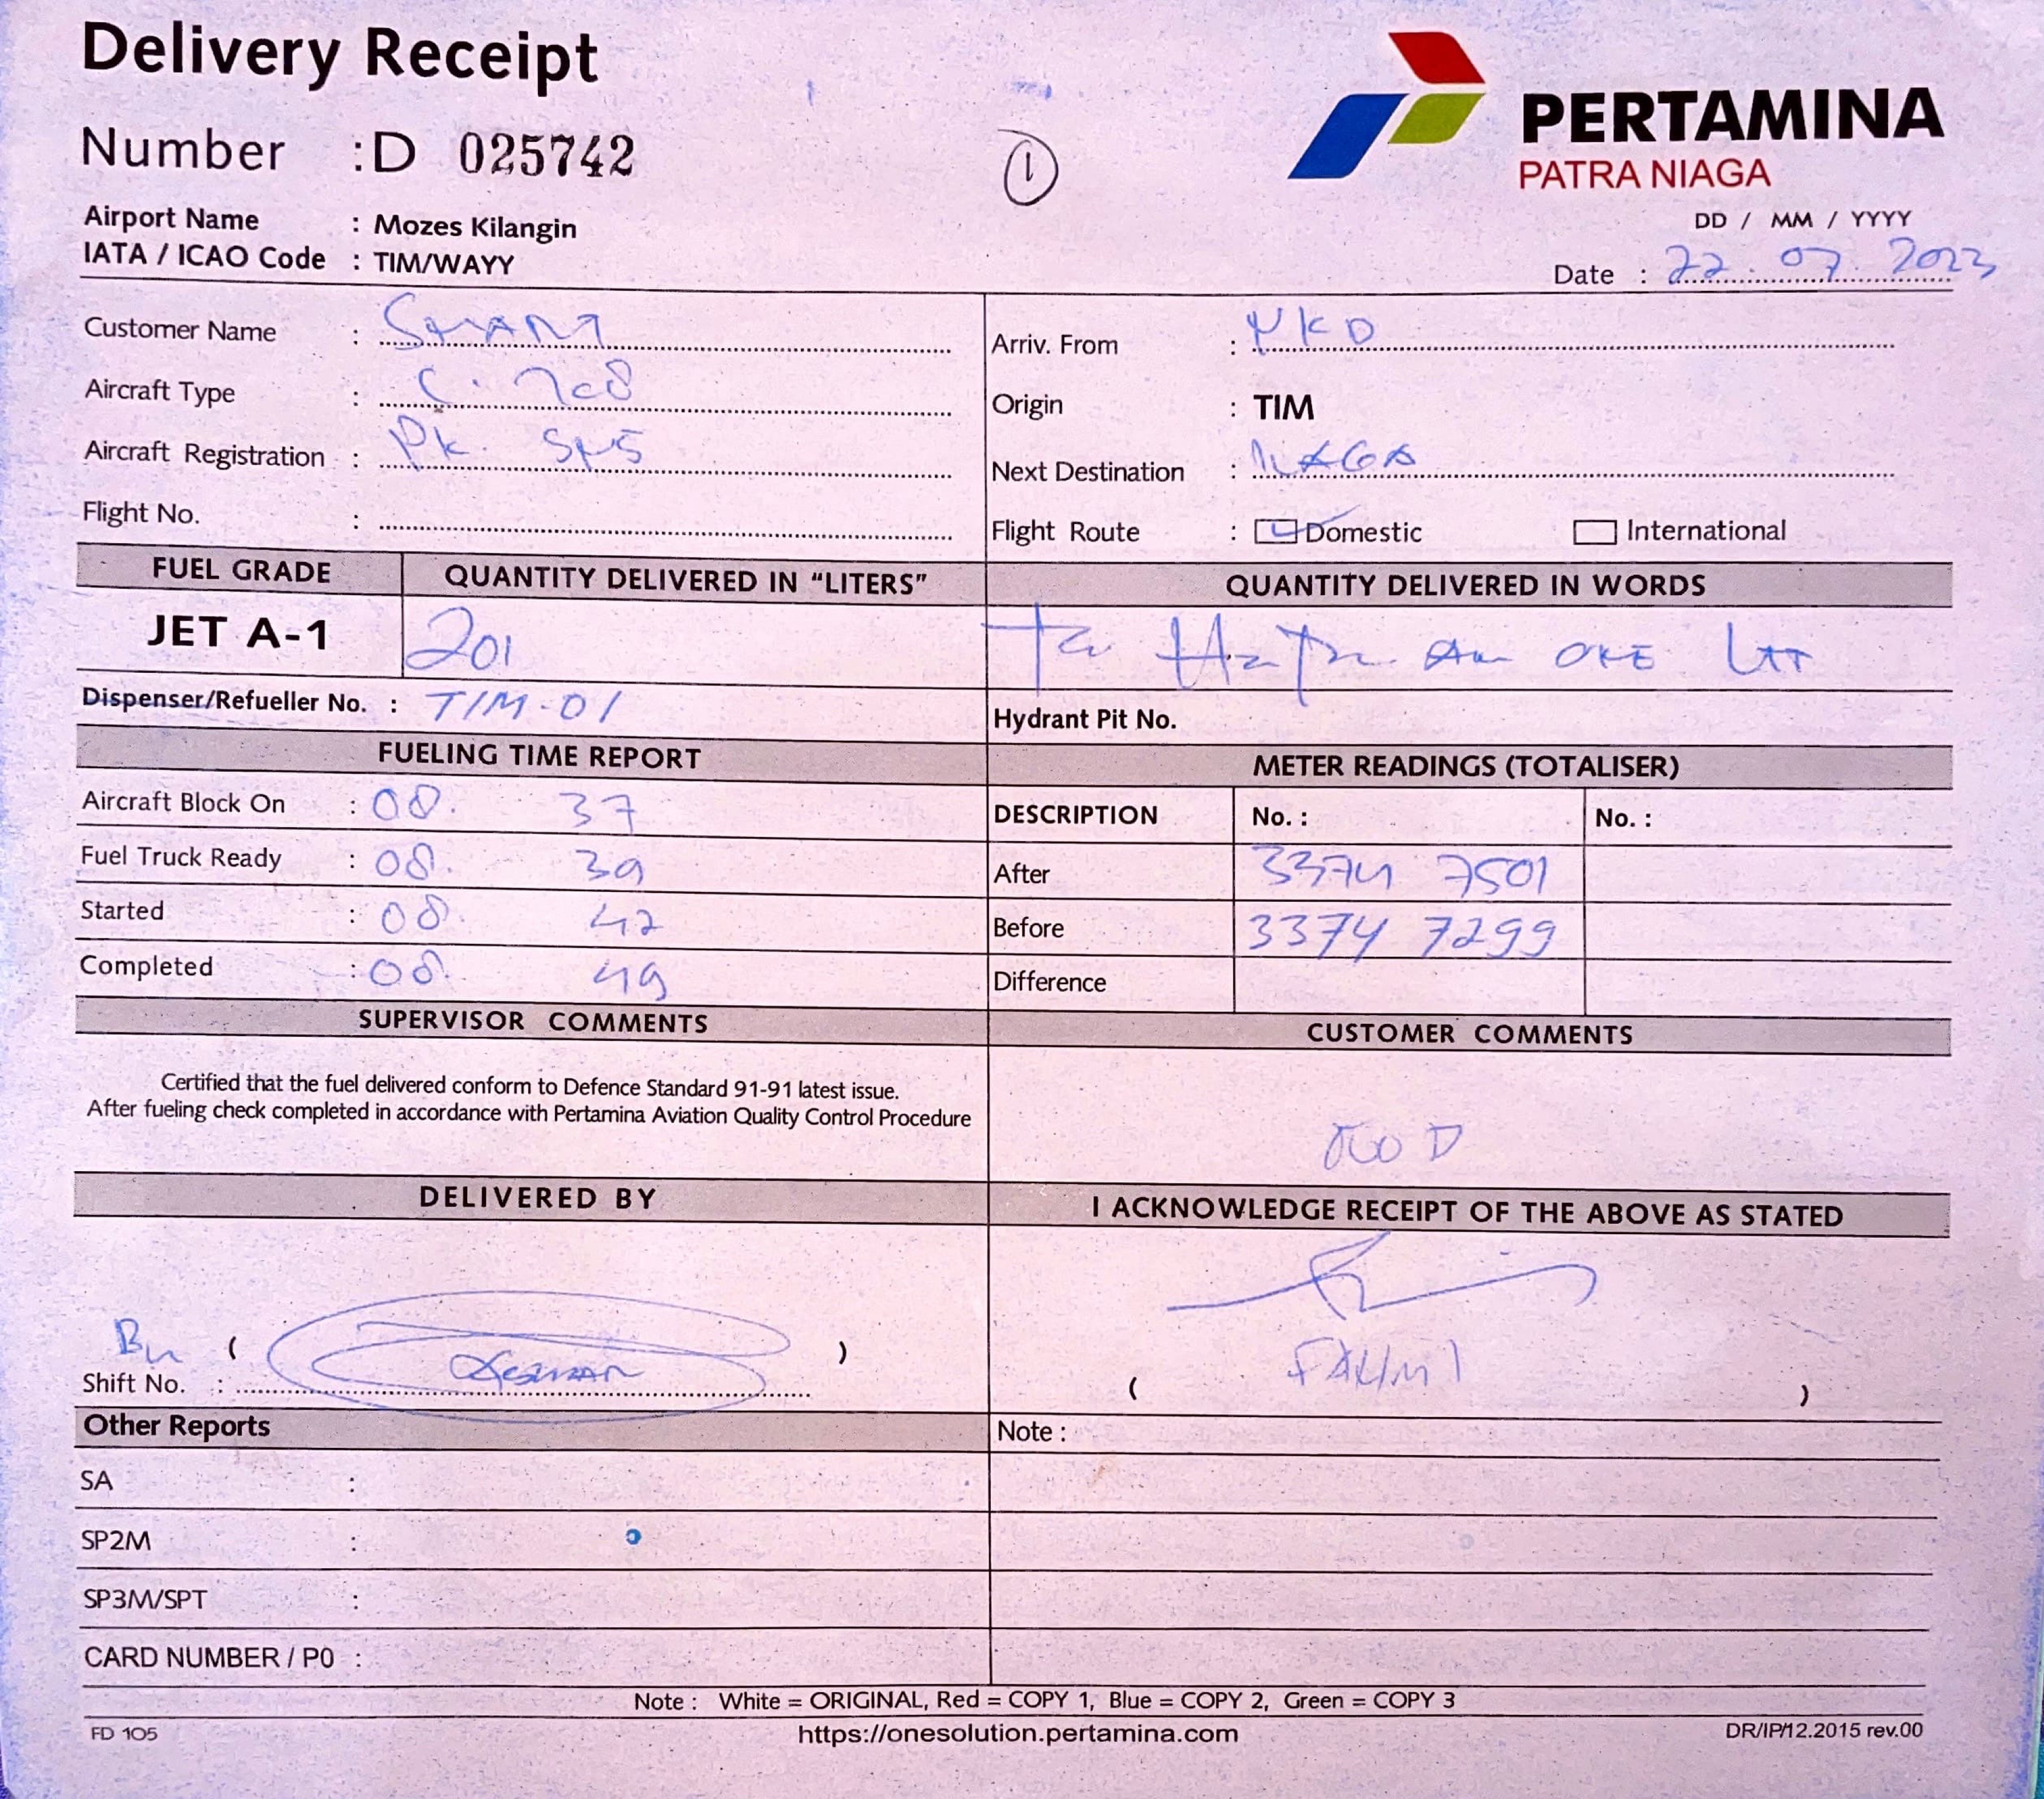 Delivery Receipt
Number : D 025742
①
PERTAMINA
PATRA NIAGA
Airport Name : Mozes Kilangin
IATA / ICAO Code : TIM/WAYY
DD / MM / YYYY
Date : 22. 07. 2023
Customer Name : SMART
Aircraft Type : C. 208
Aircraft Registration : PK.
Flight No. :
Arriv. From :
Origin : TIM
Next Destination :
Flight Route : Domestic International
FUEL GRADE QUANTITY DELIVERED IN "LITERS" QUANTITY DELIVERED IN WORDS
JET A-1 201 ONE
Dispenser/Refueller No. : TIM-01 Hydrant Pit No.
FUELING TIME REPORT
Aircraft Block On : 08. 37
Fuel Truck Ready : 08. 39
Started : 08. 42
Completed : 08. 49
METER READINGS (TOTALISER)
DESCRIPTION No. : No. :
After 3374 7501
Before 3374 7299
Difference
SUPERVISOR COMMENTS
Certified that the fuel delivered conform to Defence Standard 91-91 latest issue.
After fueling check completed in accordance with Pertamina Aviation Quality Control Procedure
CUSTOMER COMMENTS
DELIVERED BY
( )
Shift No. :
I ACKNOWLEDGE RECEIPT OF THE ABOVE AS STATED
FAHMI
( )
Other Reports
SA :
SP2M :
SP3M/SPT :
CARD NUMBER / P0 :
Note :
Note : White = ORIGINAL, Red = COPY 1, Blue = COPY 2, Green = COPY 3
FD 105 https://onesolution.pertamina.com DR/IP/12.2015 rev.00